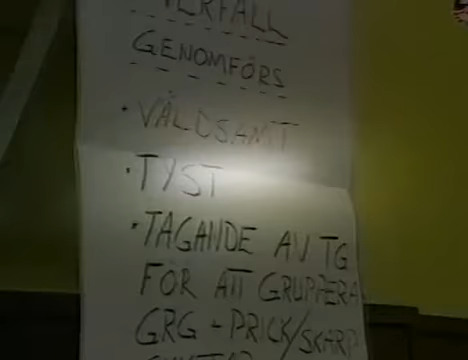 GENOMFÖRS
• VÅLDSAMT
• TYST
• TAGANDE AV TG
FÖR ATT GRUPPERA
GRG - PRICK/SKARP